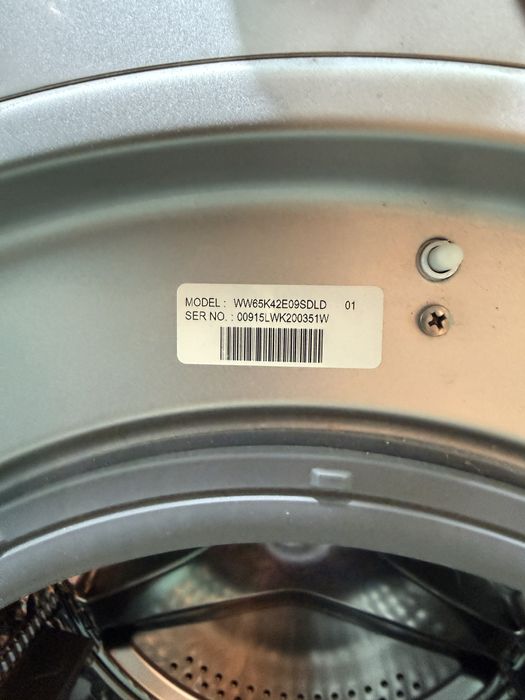 MODEL : WW65K42E09SDLD 01
SER NO. : 00915LWK200351W